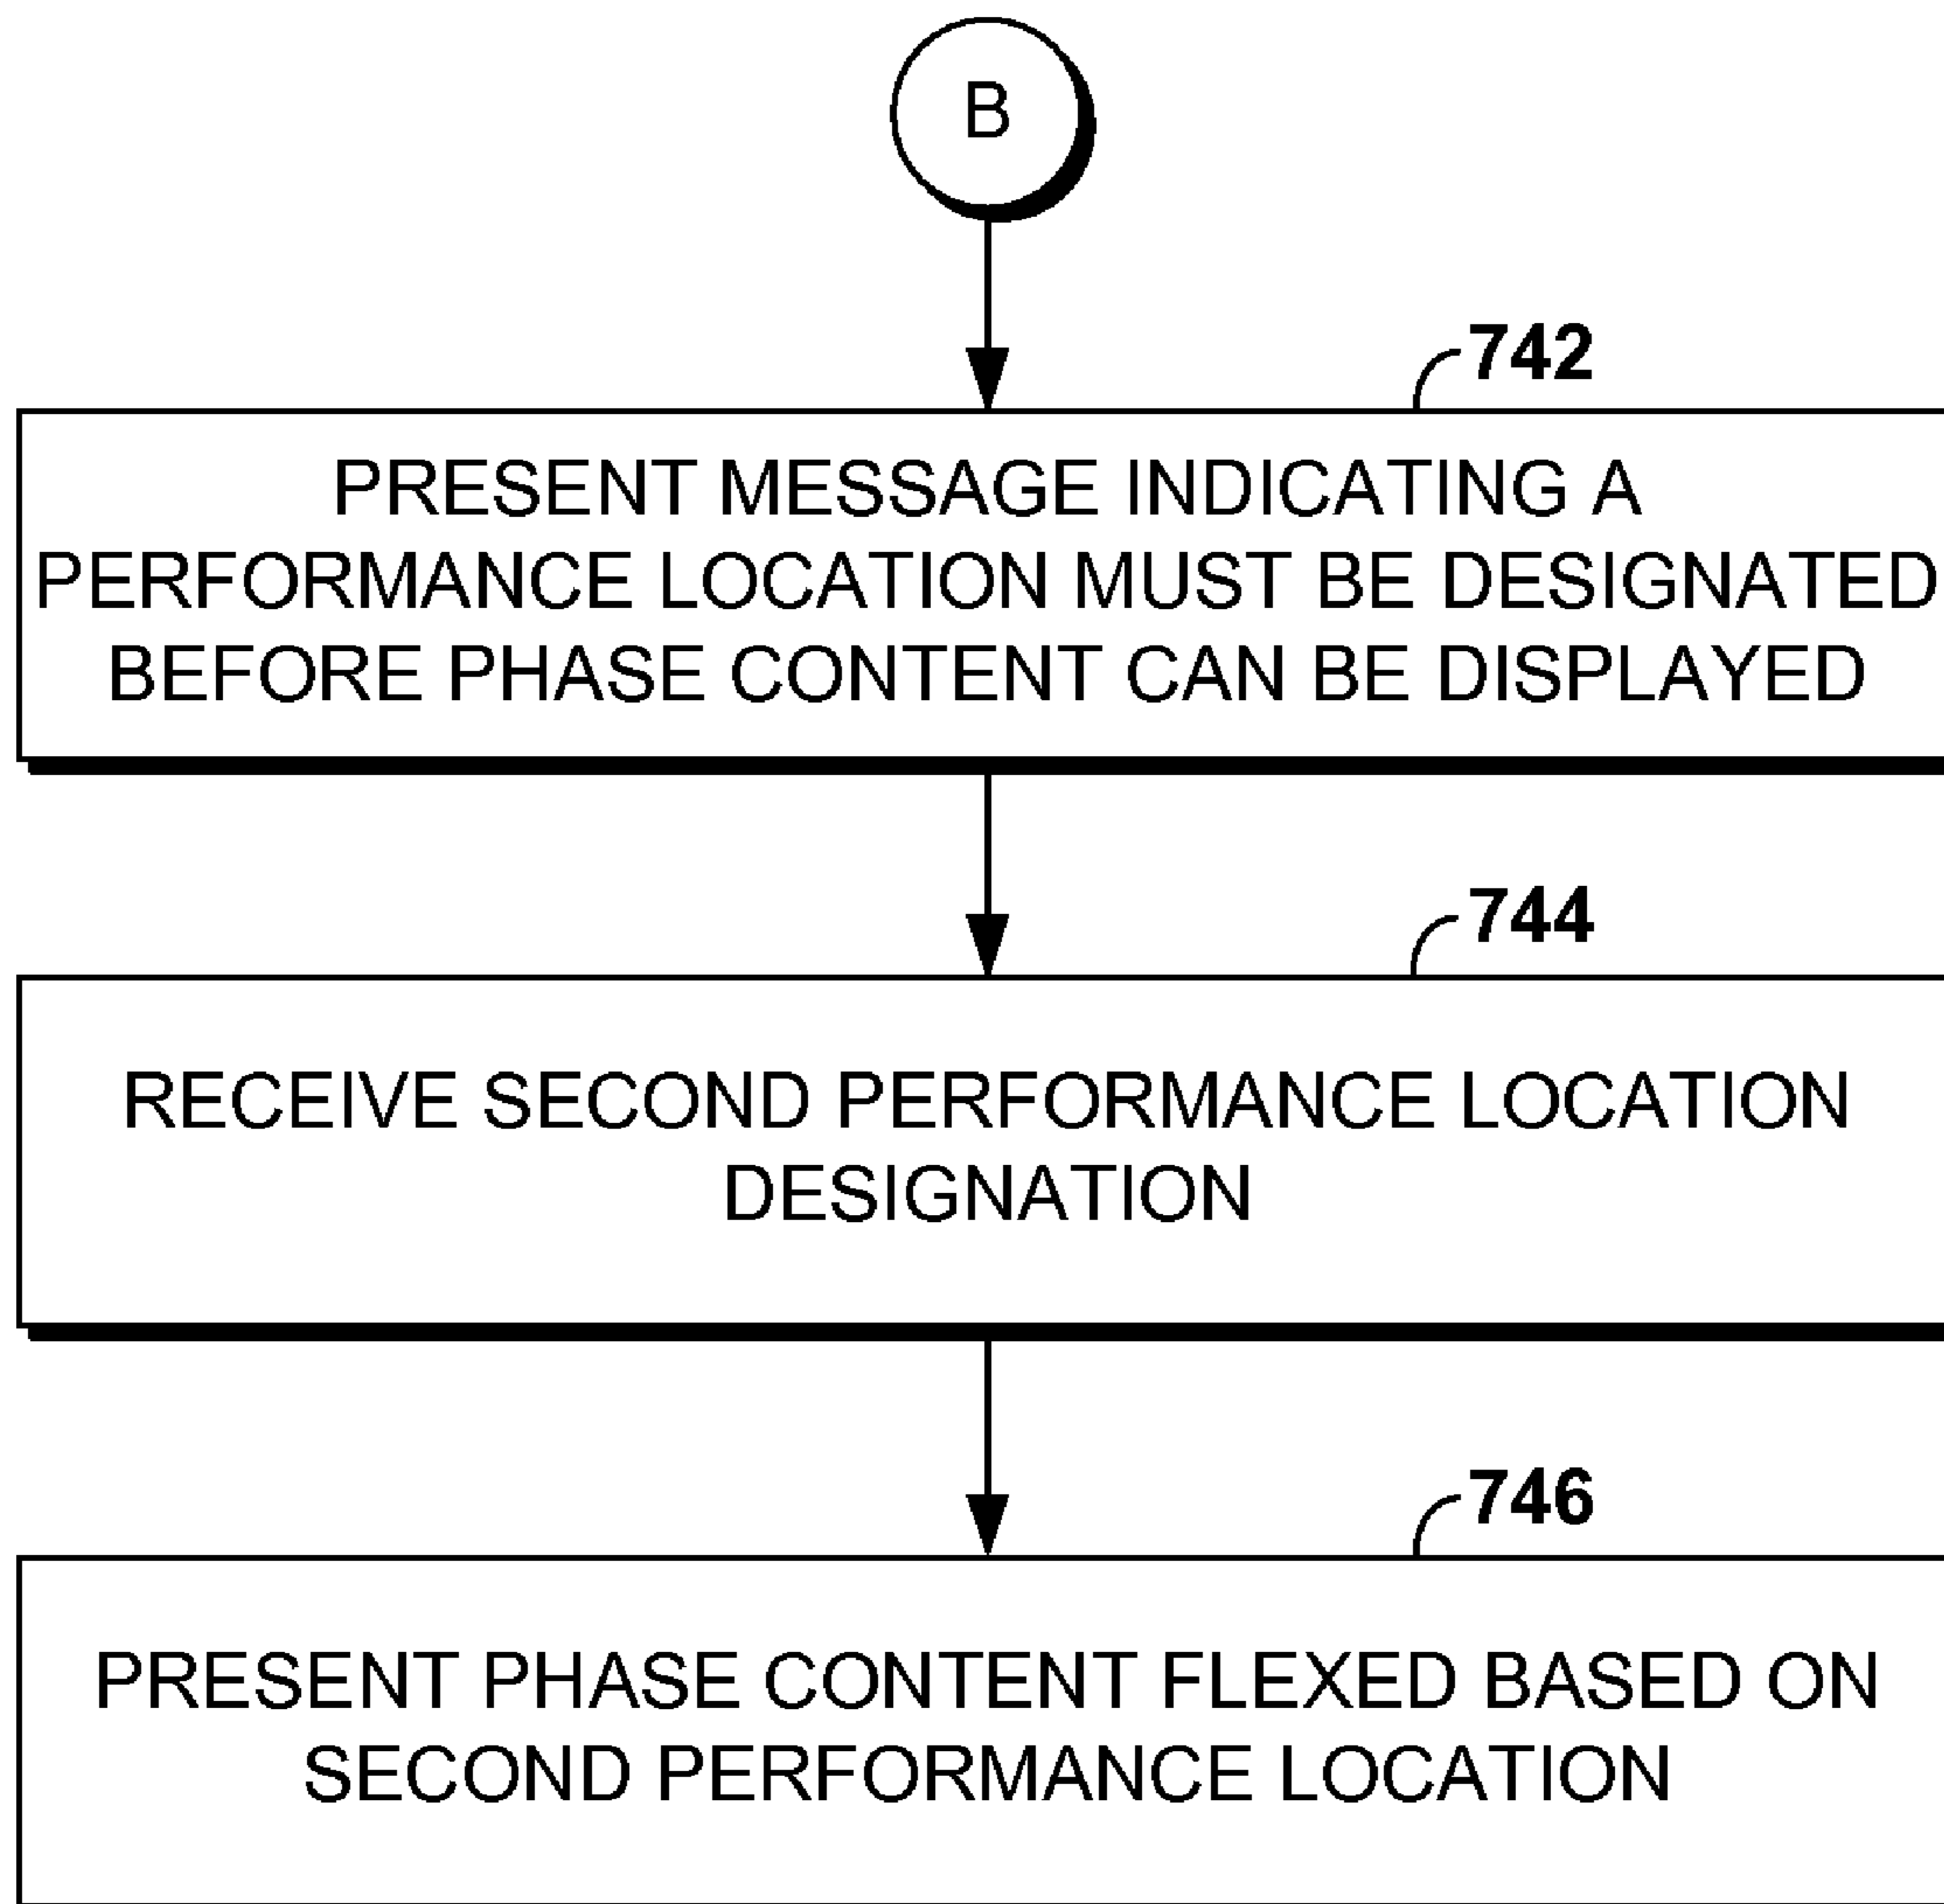 B
742
PRESENT MESSAGE INDICATING A
PERFORMANCE LOCATION MUST BE DESIGNATED
BEFORE PHASE CONTENT CAN BE DISPLAYED
744
RECEIVE SECOND PERFORMANCE LOCATION
DESIGNATION
746
PRESENT PHASE CONTENT FLEXED BASED ON
SECOND PERFORMANCE LOCATION